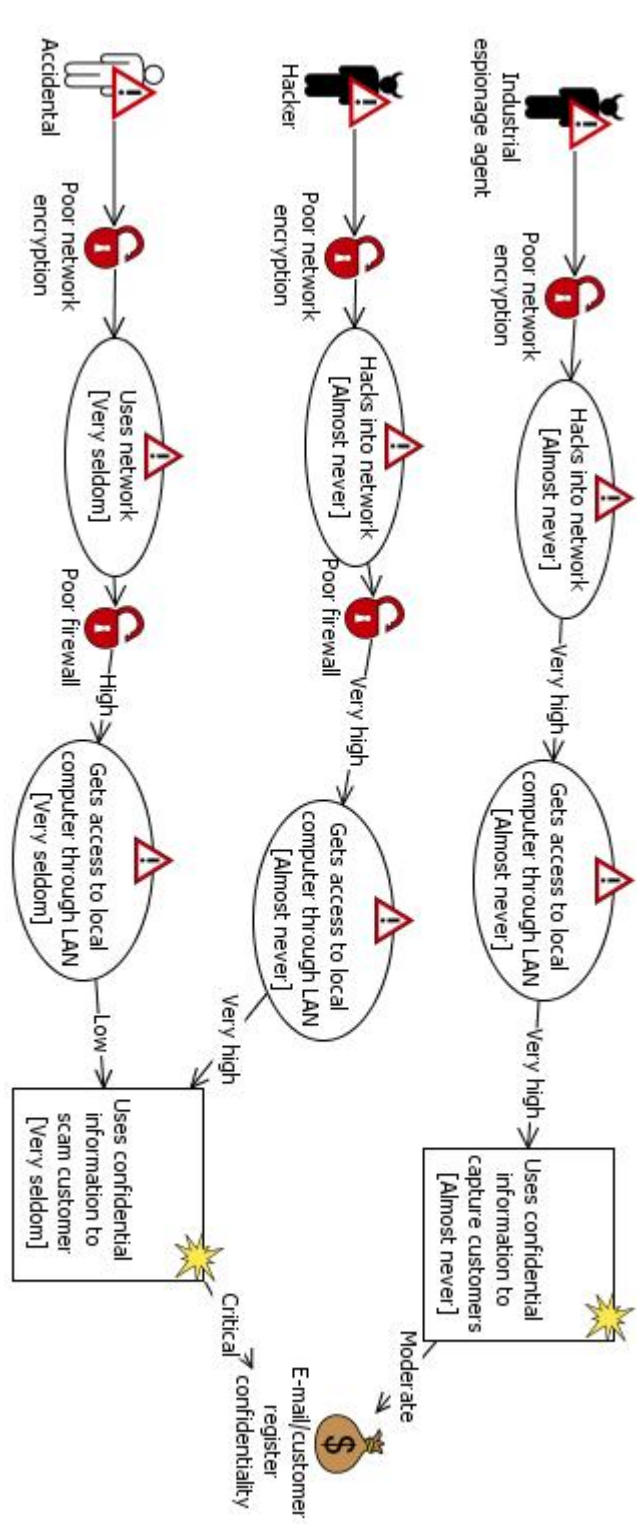 Industrial
espionage agent
Poor network
encryption
Hacks into network
[Almost never]
Very high
Gets access to local
computer through LAN
[Almost never]
Very high
Uses confidential
information to
capture customers
[Almost never]
Moderate
Hacker
Poor network
encryption
Hacks into network
[Almost never]
Poor firewall
Very high
Gets access to local
computer through LAN
[Almost never]
Very high
E-mail/customer
register
confidentiality
$
Accidental
Poor network
encryption
Uses network
[Very seldom]
Poor firewall
High
Gets access to local
computer through LAN
[Very seldom]
Low
Uses confidential
information to
scam customer
[Very seldom]
Critical